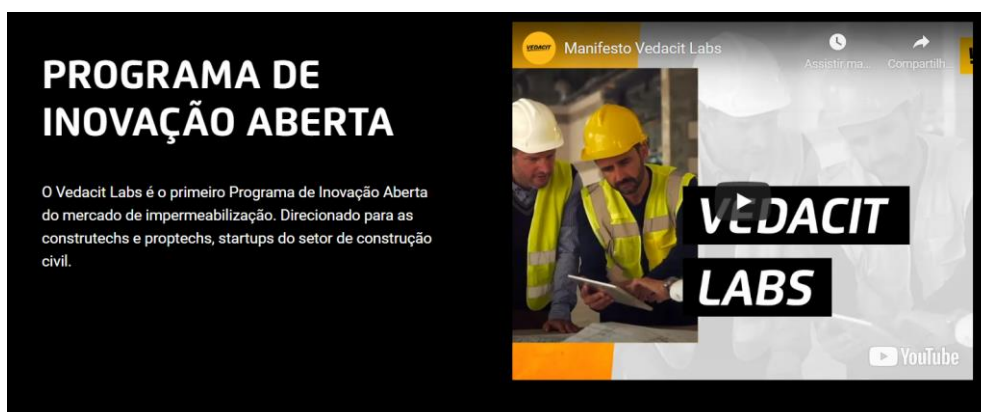 PROGRAMA DE
INOVAÇÃO ABERTA
O Vedacit Labs é o primeiro Programa de Inovação Aberta
do mercado de impermeabilização. Direcionado para as
construtechs e proptechs, startups do setor de construção
civil.
VEDACIT
Manifesto Vedacit Labs
Assistir ma...
Compartilh...
VEDACIT
LABS
YouTube